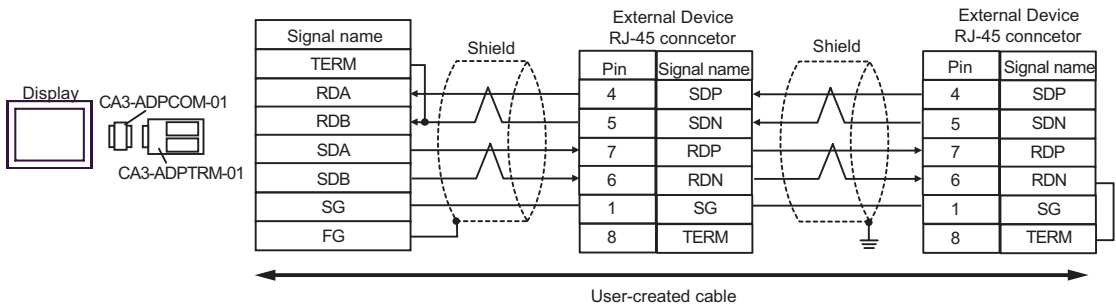 Display
CA3-ADPCOM-01
CA3-ADPTRM-01
Signal name
TERM
RDA
RDB
SDA
SDB
SG
FG
Shield
External Device
RJ-45 conncetor
Pin Signal name
4 SDP
5 SDN
7 RDP
6 RDN
1 SG
8 TERM
Shield
External Device
RJ-45 conncetor
Pin Signal name
4 SDP
5 SDN
7 RDP
6 RDN
1 SG
8 TERM
User-created cable